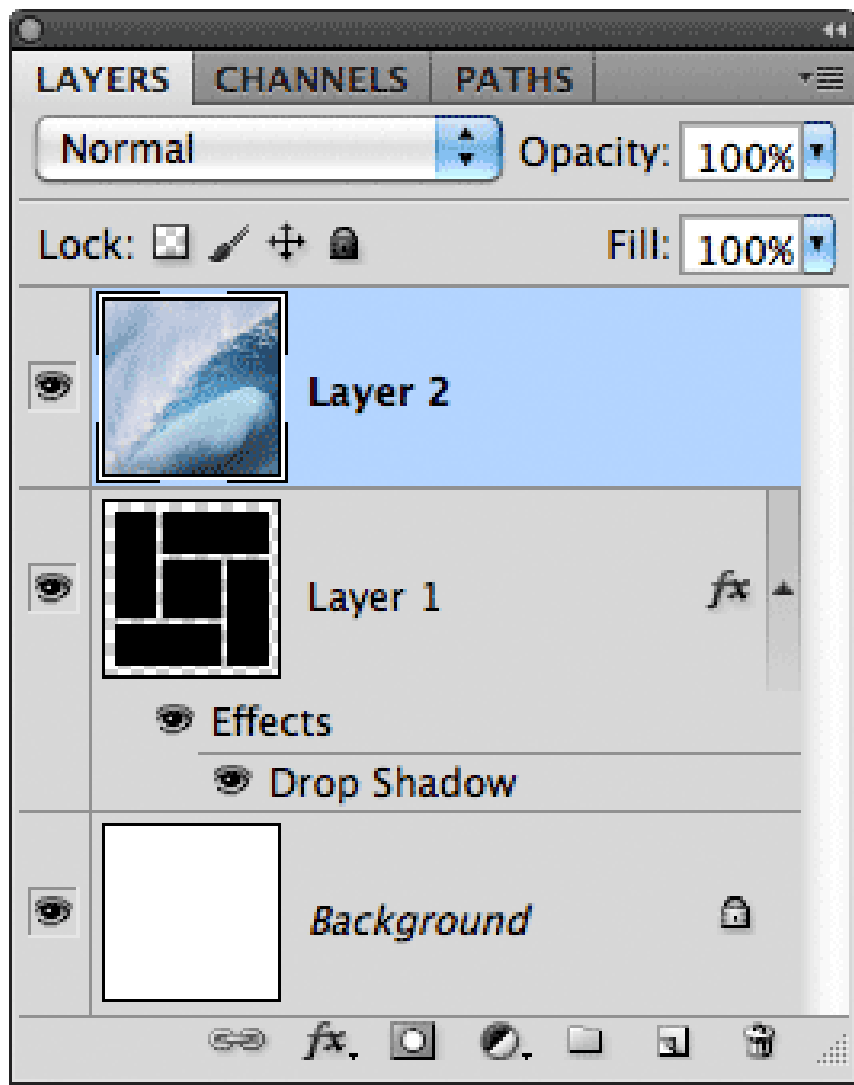 LAYERS CHANNELS PATHS
Normal Opacity: 100%
Lock: Fill: 100%
Layer 2
Layer 1 fx
Effects
Drop Shadow
Background
fx.